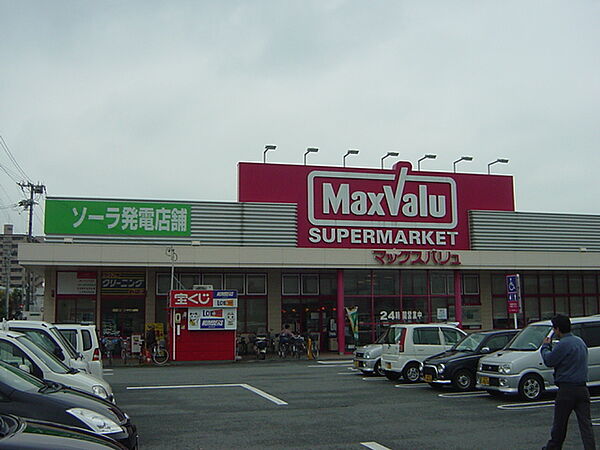 MaxValu
SUPERMARKET
マックスバリュ
ソーラ発電店舗
クリーニング
宝くじ
24時間営業